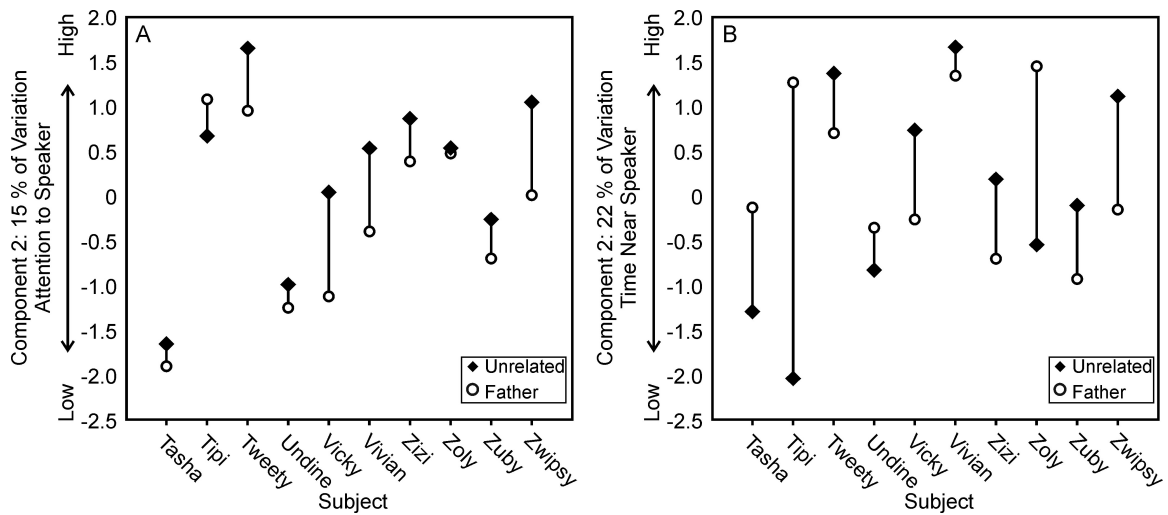 A
Component 2: 15 % of Variation
Attention to Speaker
High
Low
2.0
1.5
1.0
0.5
0
-0.5
-1.0
-1.5
-2.0
-2.5
Unrelated
Father
Tasha
Tipi
Tweety
Undine
Vicky
Vivian
Zizi
Zoly
Zuby
Zwipsy
Subject
B
Component 2: 22 % of Variation
Time Near Speaker
High
Low
2.0
1.5
1.0
0.5
0
-0.5
-1.0
-1.5
-2.0
-2.5
Unrelated
Father
Tasha
Tipi
Tweety
Undine
Vicky
Vivian
Zizi
Zoly
Zuby
Zwipsy
Subject